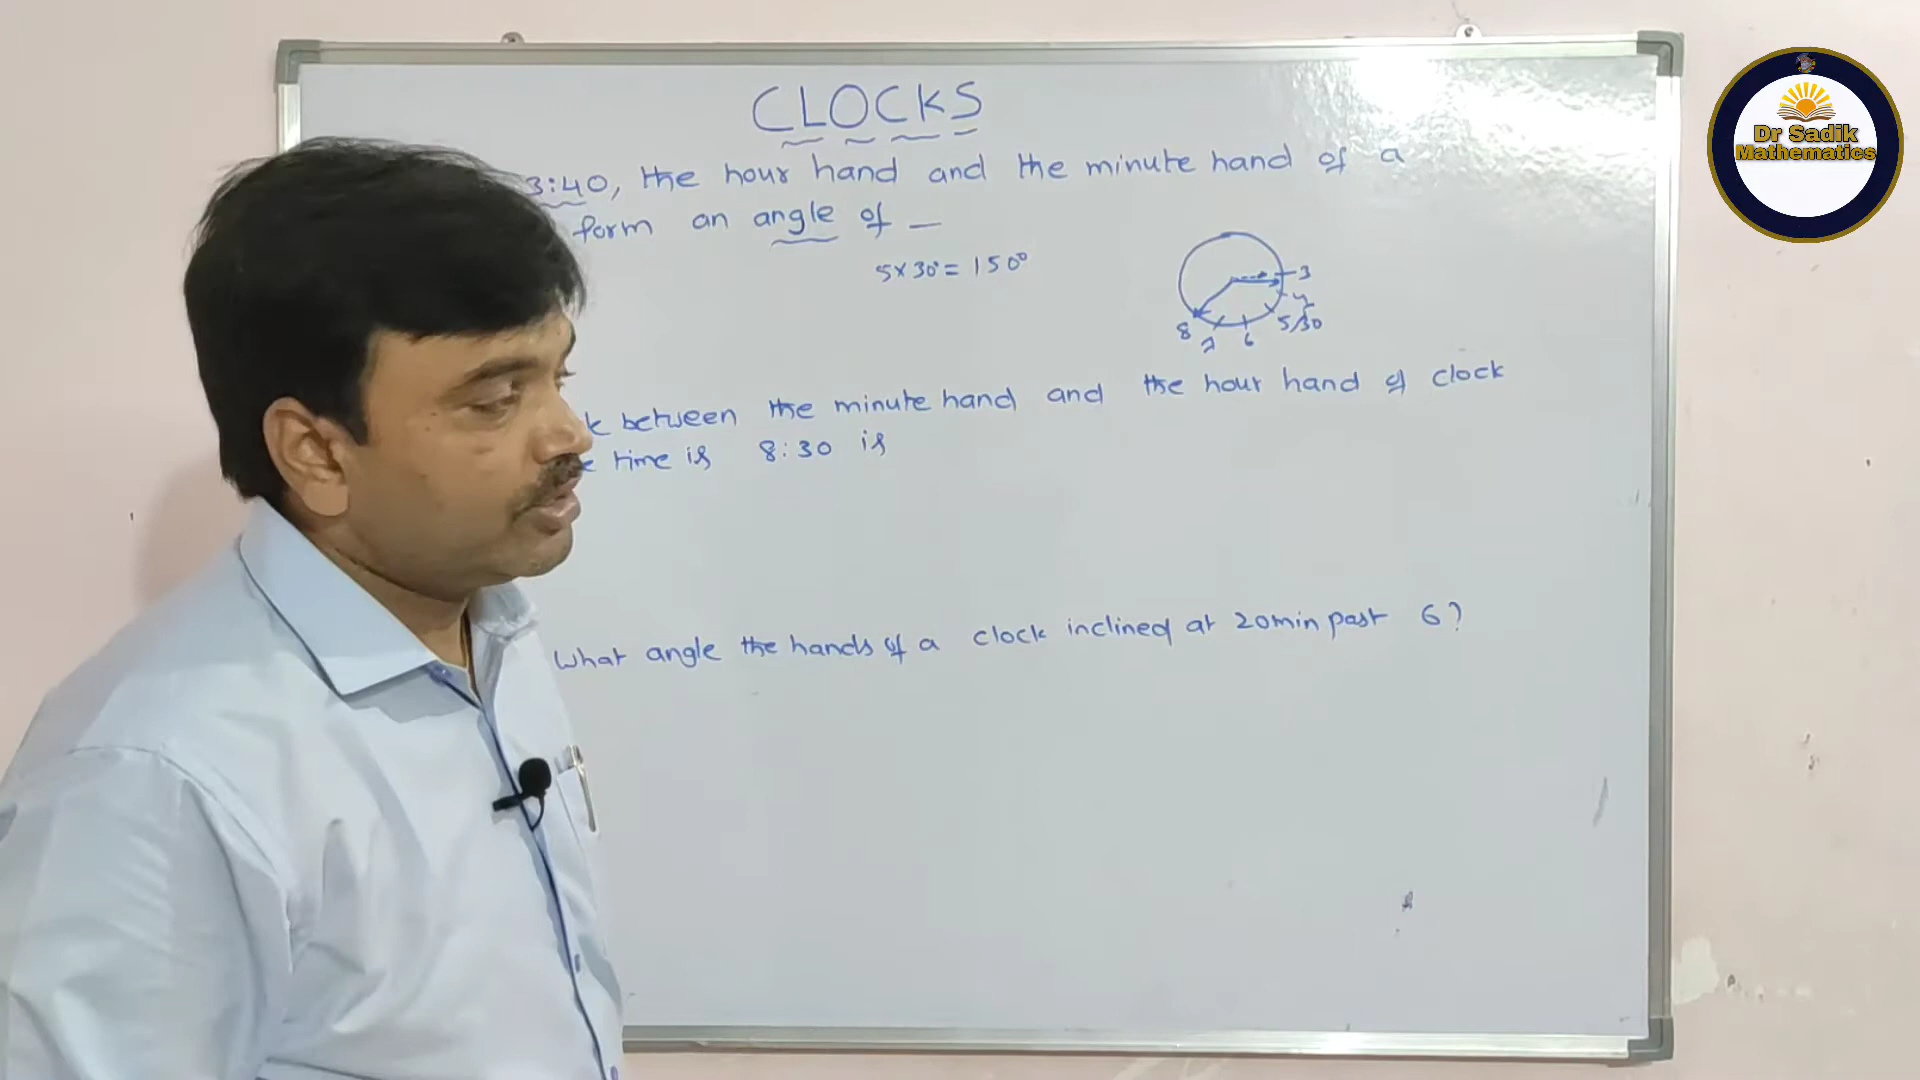 CLOCKS
3:40, the hour hand and the minute hand of a
form an angle of —
5×30°= 150°
3
4
5/30
6
7
8
between the minute hand and the hour hand of clock
time is 8:30 is
What angle the hands of a clock inclined at 20min past 6?
Dr Sadik
Mathematics